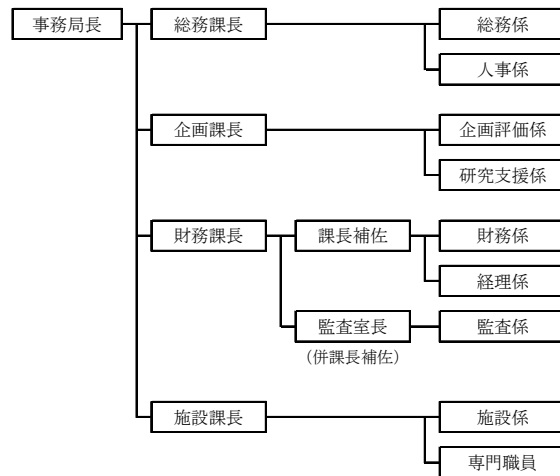 事務局長
総務課長
総務係
人事係
企画課長
企画評価係
研究支援係
財務課長
課長補佐
財務係
経理係
監査室長
(併課長補佐)
監査係
施設課長
施設係
専門職員